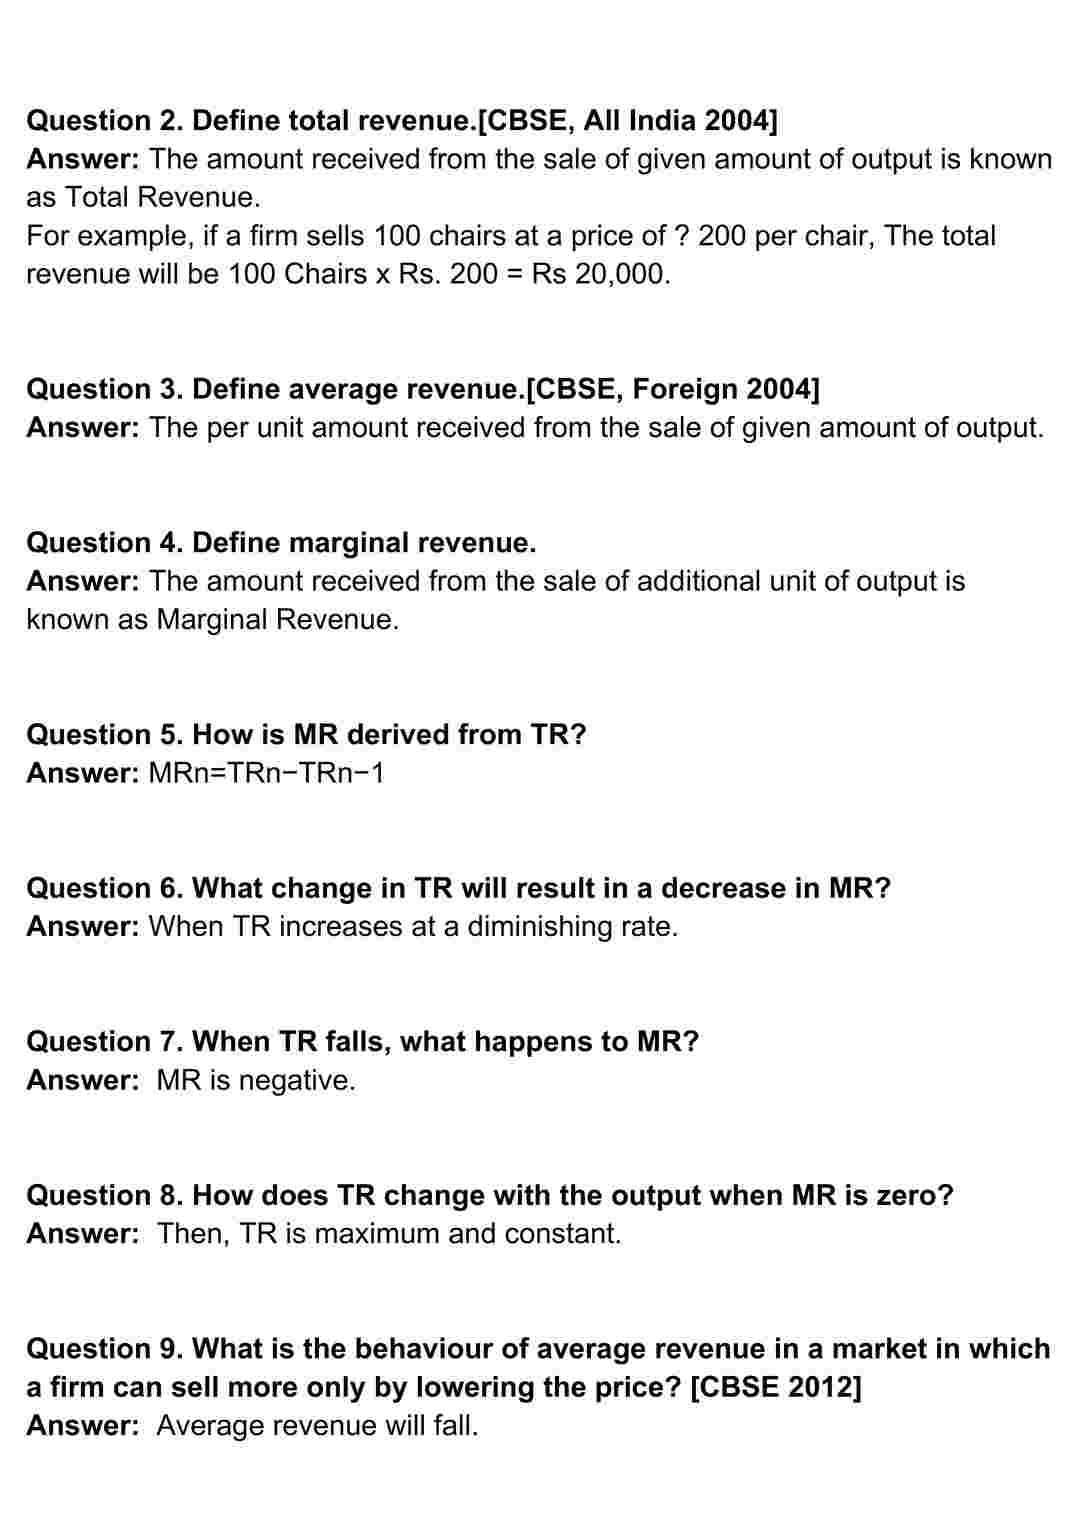 Question 2. Define total revenue.[CBSE, All India 2004]
Answer: The amount received from the sale of given amount of output is known
as Total Revenue.
For example, if a firm sells 100 chairs at a price of ? 200 per chair, The total
revenue will be 100 Chairs x Rs. 200 = Rs 20,000.
Question 3. Define average revenue.[CBSE, Foreign 2004]
Answer: The per unit amount received from the sale of given amount of output.
Question 4. Define marginal revenue.
Answer: The amount received from the sale of additional unit of output is
known as Marginal Revenue.
Question 5. How is MR derived from TR?
Answer: MRn=TRn−TRn−1
Question 6. What change in TR will result in a decrease in MR?
Answer: When TR increases at a diminishing rate.
Question 7. When TR falls, what happens to MR?
Answer:  MR is negative.
Question 8. How does TR change with the output when MR is zero?
Answer:  Then, TR is maximum and constant.
Question 9. What is the behaviour of average revenue in a market in which
a firm can sell more only by lowering the price? [CBSE 2012]
Answer:  Average revenue will fall.